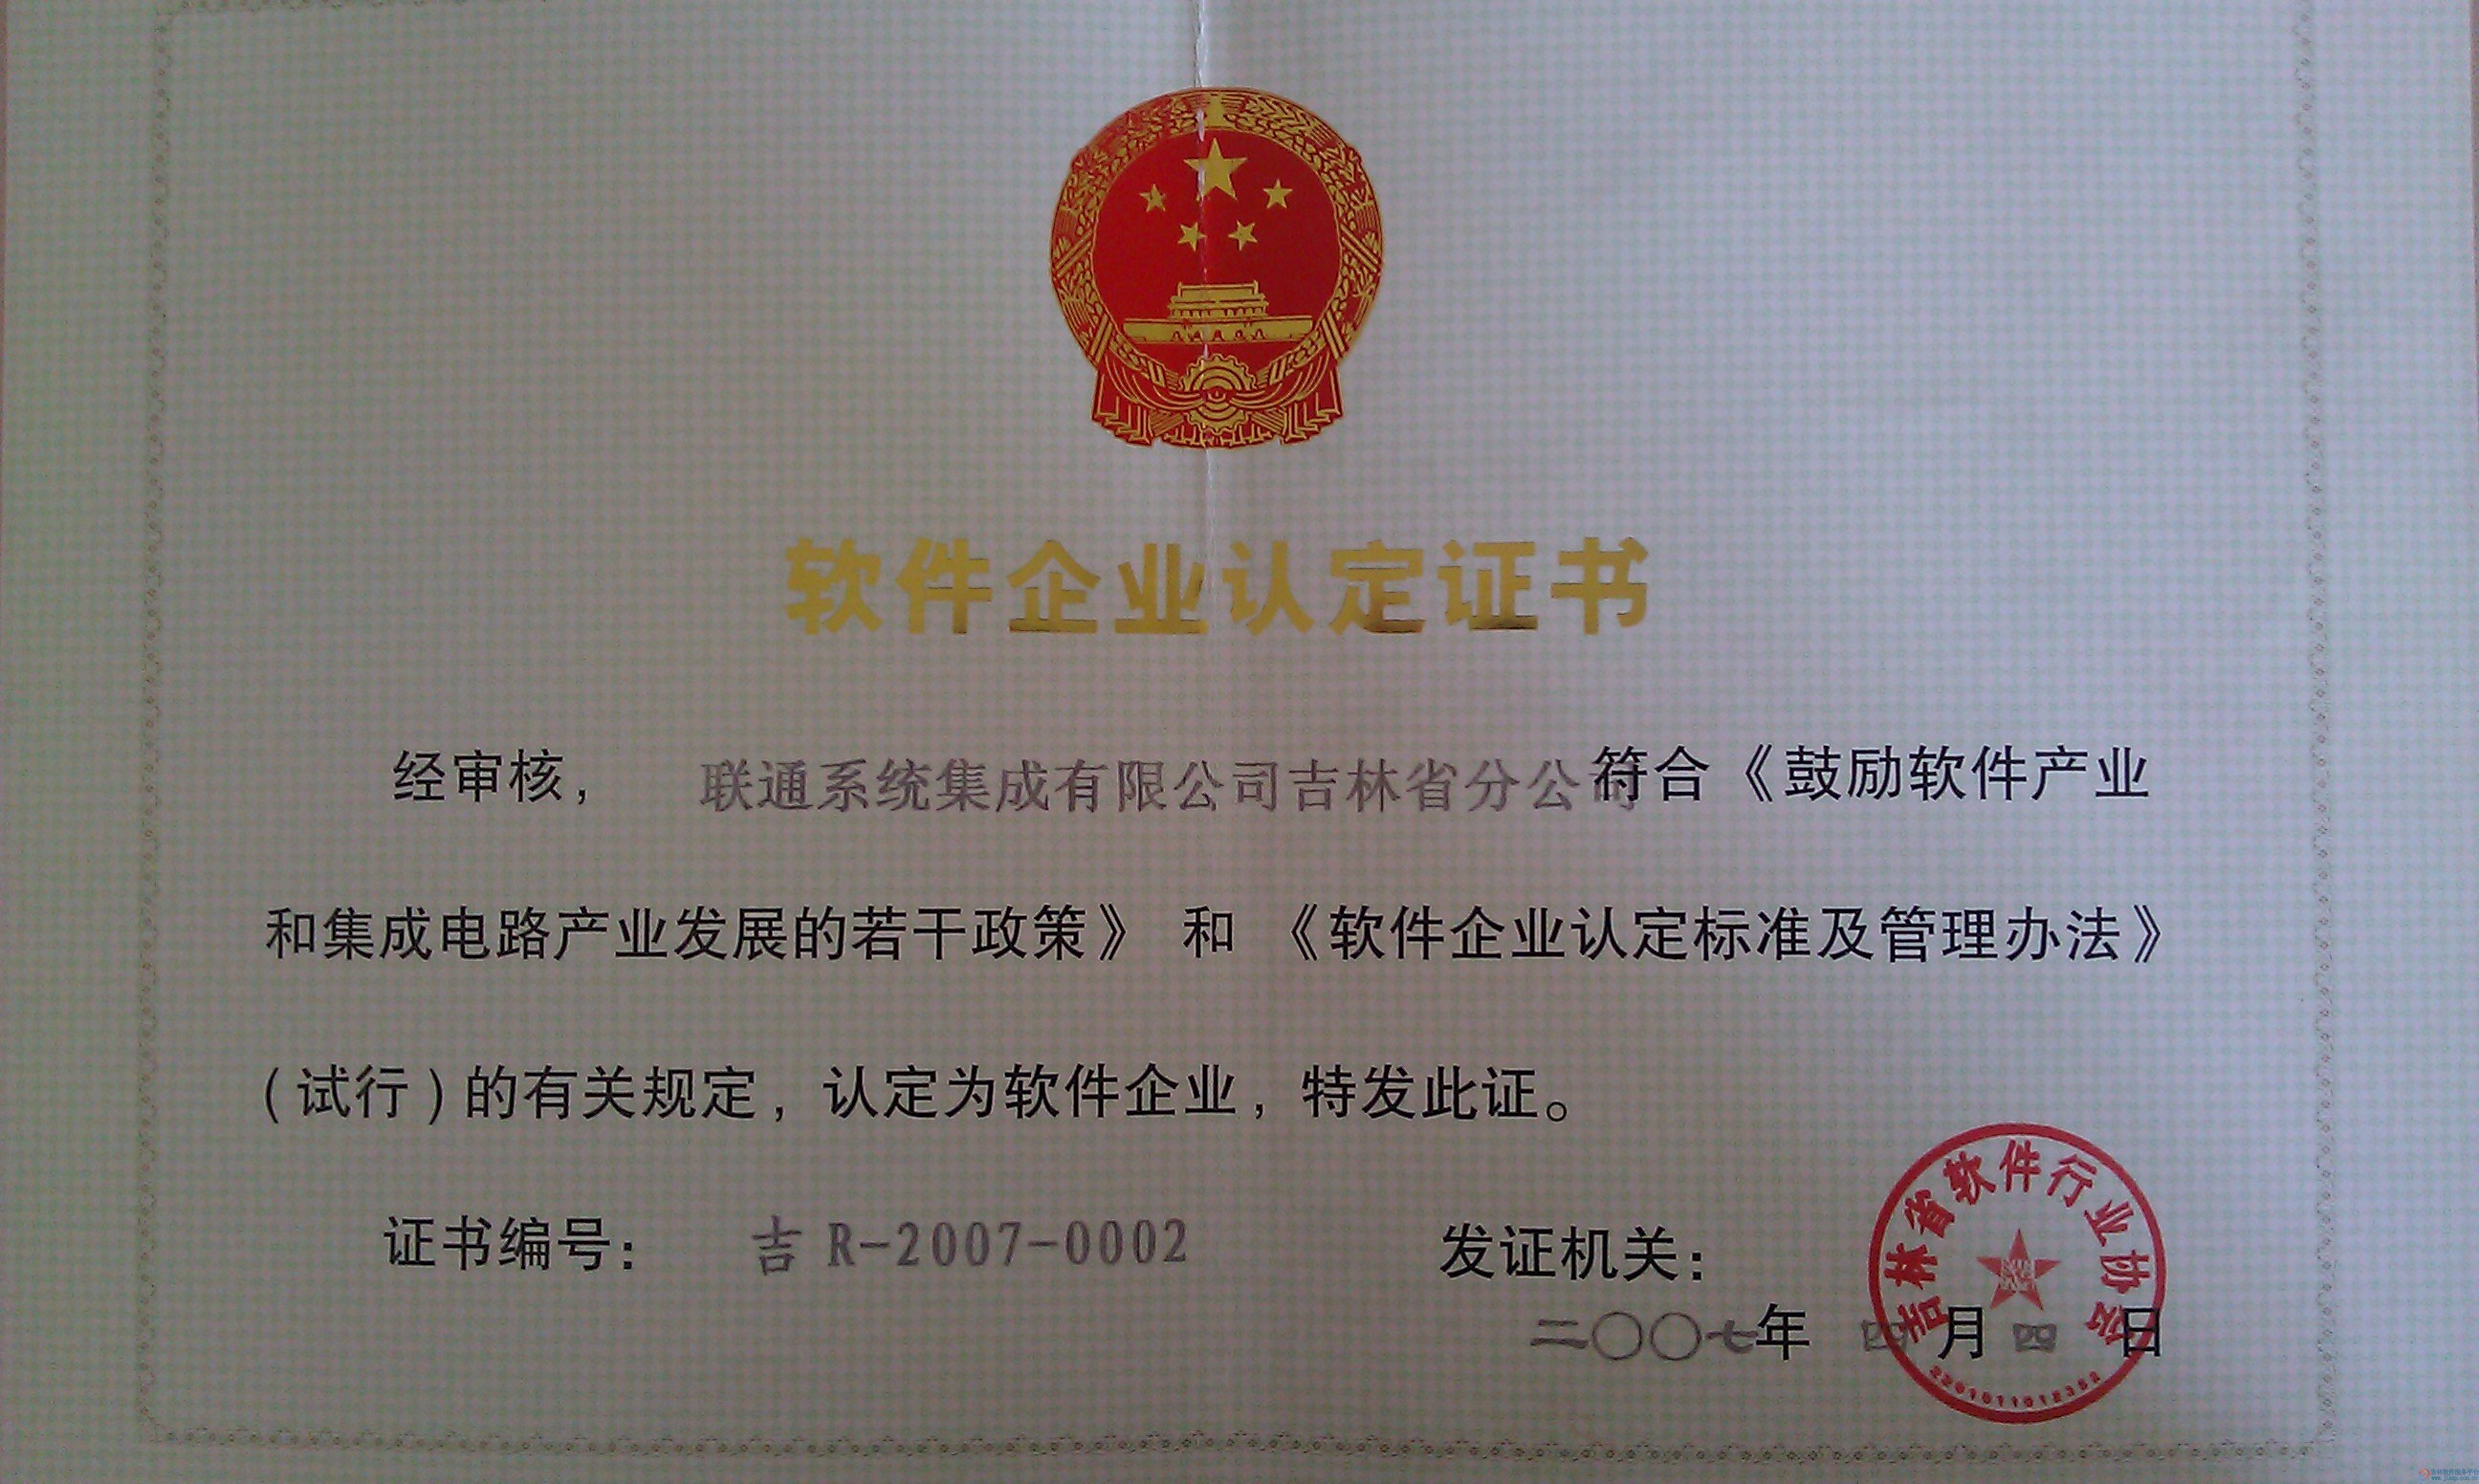 软件企业认定证书
经审核， 联通系统集成有限公司吉林省分公司符合《鼓励软件产业
和集成电路产业发展的若干政策》 和 《软件企业认定标准及管理办法》
(试行)的有关规定，认定为软件企业，特发此证。
证书编号： 吉 R-2007-0002
发证机关：
吉林省软件行业协会
二〇〇七年 四 月 四 日